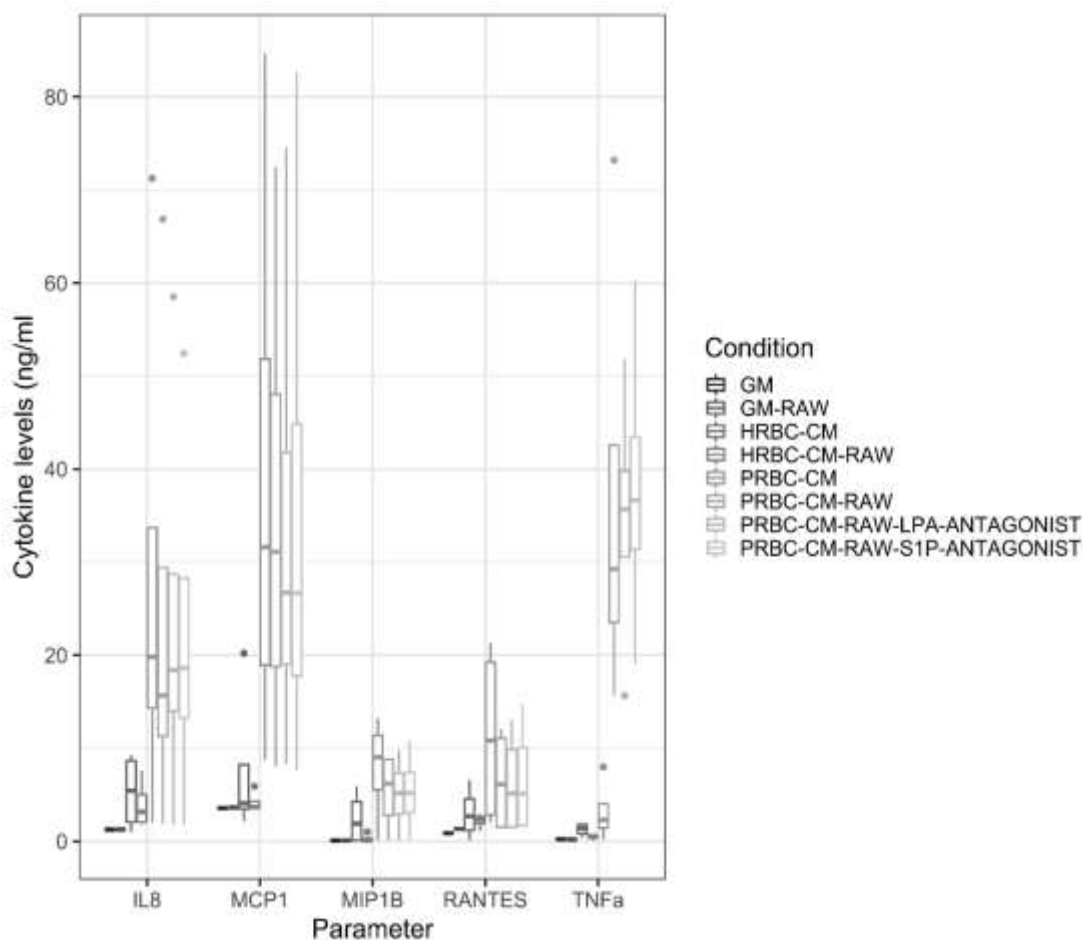 Cytokine levels (ng/ml)
80
60
40
20
0
IL8 MCP1 MIP1B RANTES TNFa
Parameter
Condition
GM
GM-RAW
HRBC-CM
HRBC-CM-RAW
PRBC-CM
PRBC-CM-RAW
PRBC-CM-RAW-LPA-ANTAGONIST
PRBC-CM-RAW-S1P-ANTAGONIST